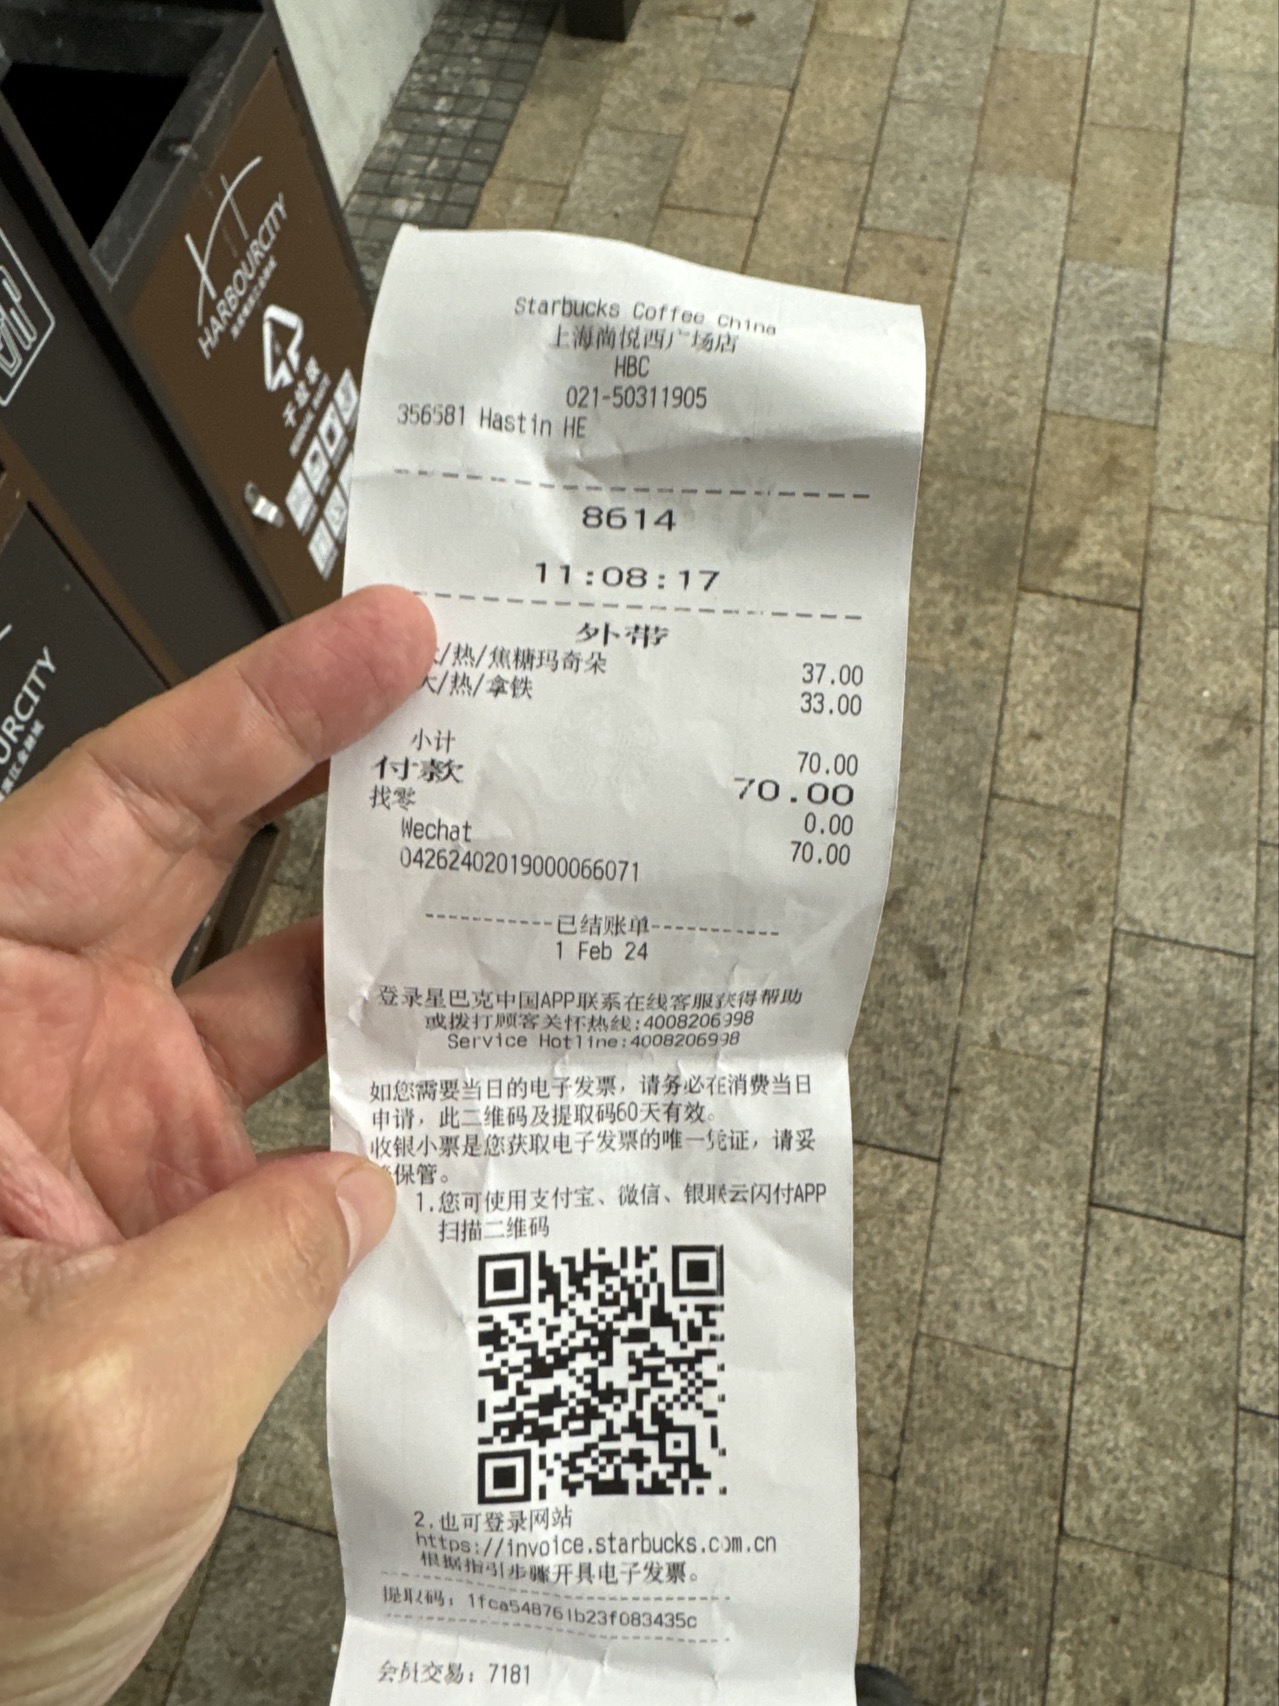 HARBOURCITY
干垃圾
URCITY
Starbucks Coffee China
上海尚悦西广场店
HBC
021-50311905
356581 Hastin HE
8614
11:08:17
外带
/热/焦糖玛奇朵 37.00
大/热/拿铁 33.00
小计 70.00
付款 70.00
找零 0.00
Wechat 70.00
04262402019000066071
-----------已结账单-----------
1 Feb 24
登录星巴克中国APP联系在线客服获得帮助
或拨打顾客关怀热线:4008206998
Service Hotline:4008206998
如您需要当日的电子发票，请务必在消费当日
申请，此二维码及提取码60天有效。
收银小票是您获取电子发票的唯一凭证，请妥
保管。
1.您可使用支付宝、微信、银联云闪付APP
扫描二维码
2.也可登录网站
https://invoice.starbucks.com.cn
根据指引步骤开具电子发票。
提取码: 1fca548761b23f083435c
会员交易: 7181